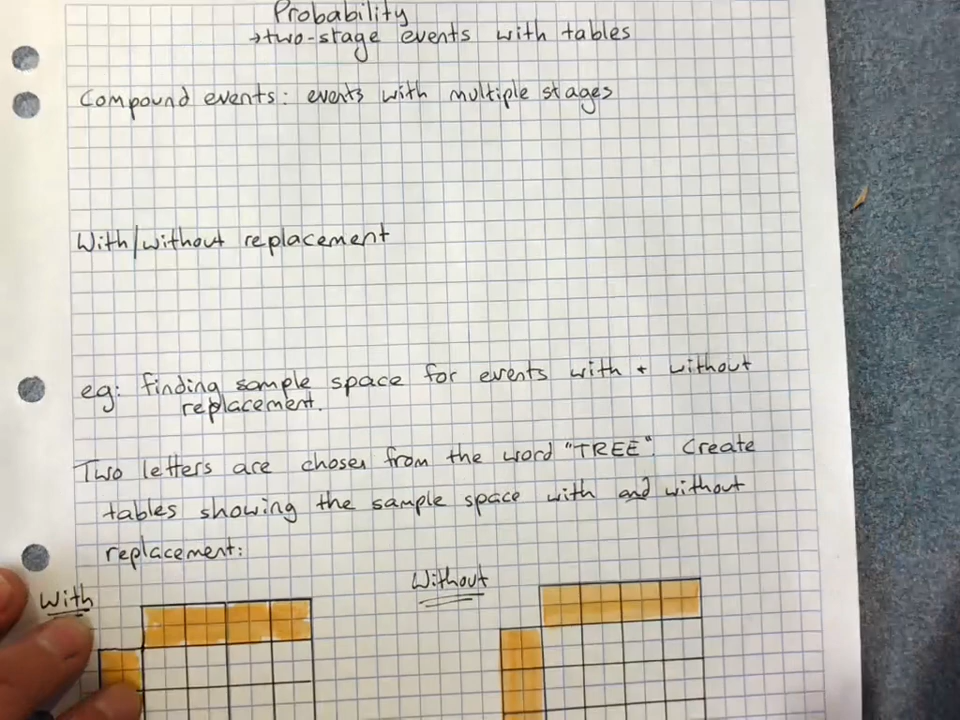 Probability
→two-stage events with tables
Compound events: events with multiple stages
With/without replacement
eg: finding sample space for events with + without
replacement.
Two letters are chosen from the word "TREE". Create
tables showing the sample space with and without
replacement:
With
Without